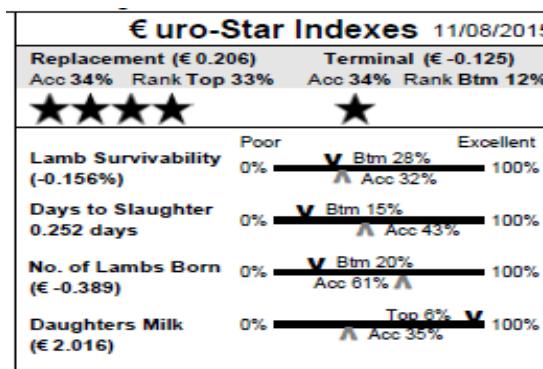 €uro-Star Indexes 11/08/2015
Replacement (€ 0.206) Terminal (€ -0.125)
Acc 34% Rank Top 33% Acc 34% Rank Btm 12%
Poor Excellent
Lamb Survivability (-0.156%) 0% Btm 28% Acc 32% 100%
Days to Slaughter 0.252 days 0% Btm 15% Acc 43% 100%
No. of Lambs Born (€ -0.389) 0% Btm 20% Acc 61% 100%
Daughters Milk (€ 2.016) 0% Top 6% Acc 35% 100%